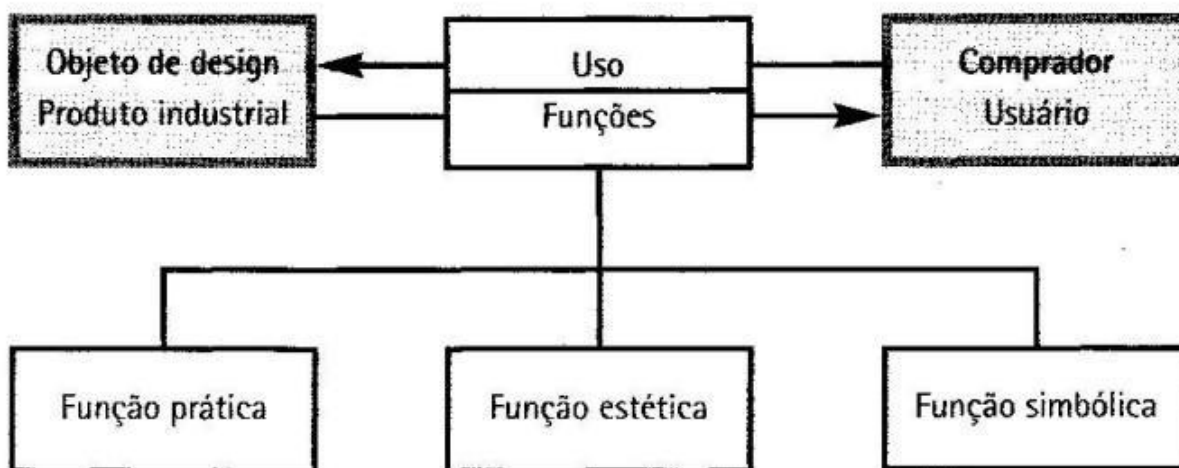 Objeto de design
Produto industrial
Uso
Funções
Comprador
Usuário
Função prática
Função estética
Função simbólica